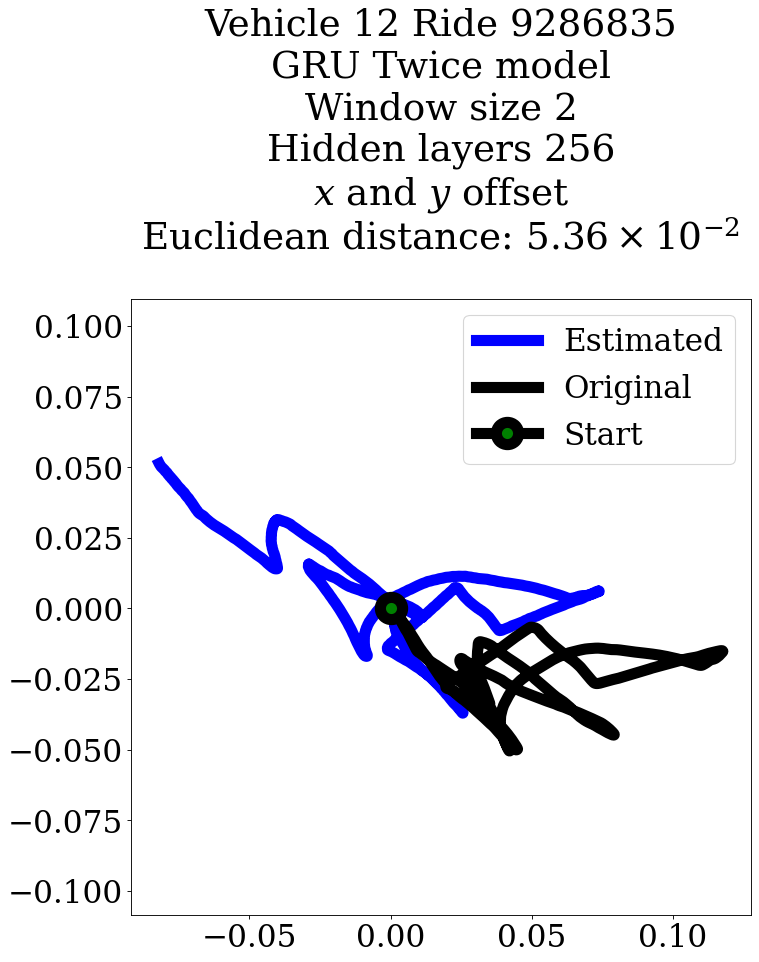 Vehicle 12 Ride 9286835
GRU Twice model
Window size 2
Hidden layers 256
x and y offset
Euclidean distance: 5.36 × 10⁻²
Estimated
Original
Start
0.100
0.075
0.050
0.025
0.000
−0.025
−0.050
−0.075
−0.100
−0.05 0.00 0.05 0.10